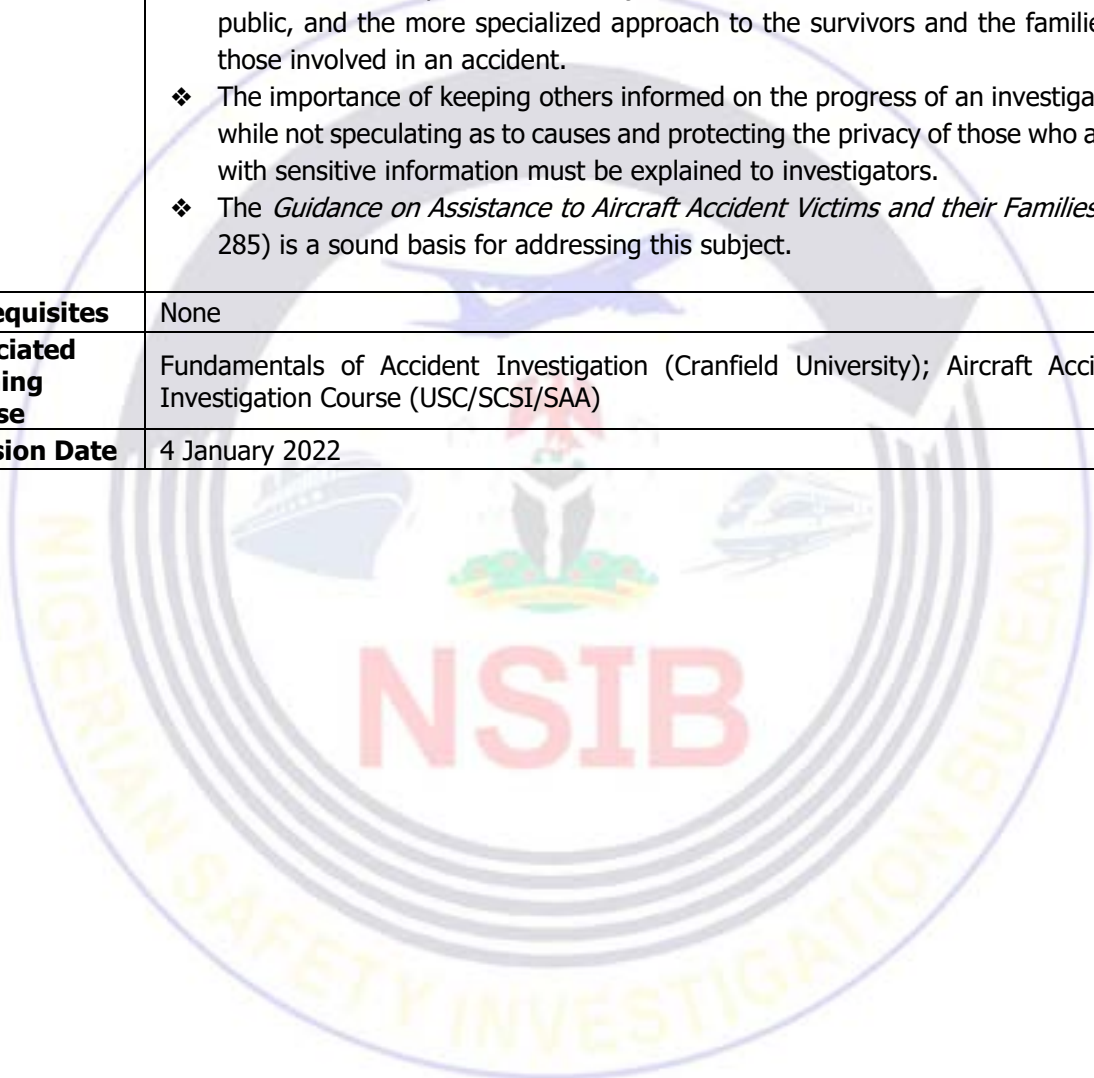 public, and the more specialized approach to the survivors and the familie
those involved in an accident.
❖ The importance of keeping others informed on the progress of an investiga
while not speculating as to causes and protecting the privacy of those who a
with sensitive information must be explained to investigators.
❖ The Guidance on Assistance to Aircraft Accident Victims and their Families
285) is a sound basis for addressing this subject.
equisites None
ciated
ing
se
Fundamentals of Accident Investigation (Cranfield University); Aircraft Acci
Investigation Course (USC/SCSI/SAA)
sion Date 4 January 2022
NSIB
NIGERIAN SAFETY INVESTIGATION BUREAU